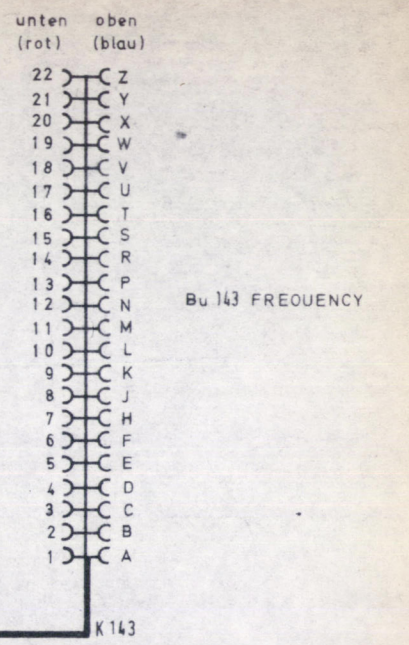 unten oben
(rot) (blau)
22 Z
21 Y
20 X
19 W
18 V
17 U
16 T
15 S
14 R
13 P
12 N
Bu 143 FREQUENCY
11 M
10 L
9 K
8 J
7 H
6 F
5 E
4 D
3 C
2 B
1 A
K 143